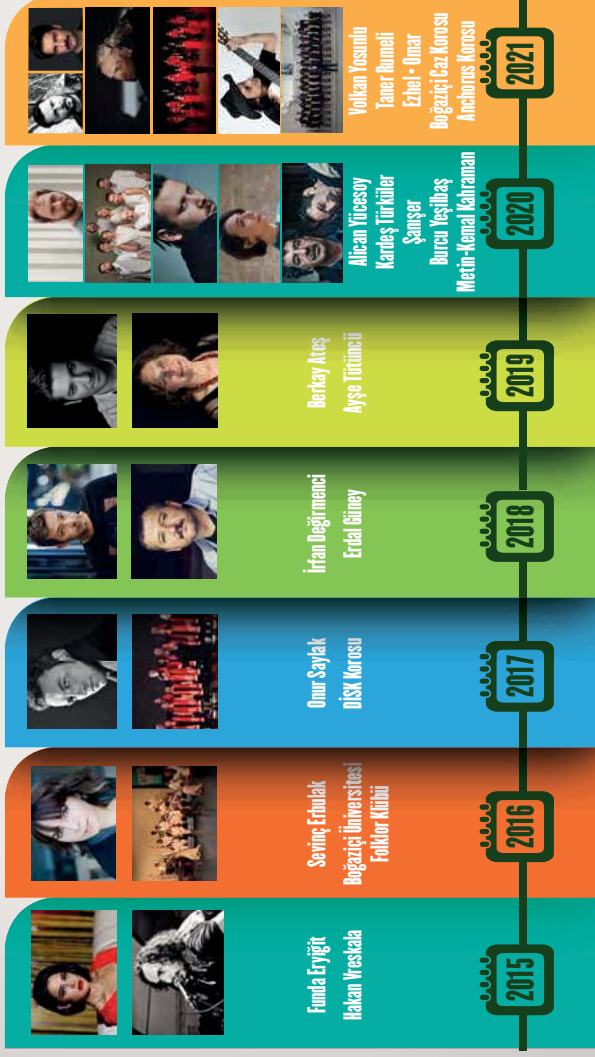 Funda Eryiğit
Hakan Vreskala
2015
Sevinç Erbulak
Boğaziçi Üniversitesi
Folklor Klübü
2016
Onur Saylak
DİSK Korosu
2017
İrfan Değirmenci
Erdal Güney
2018
Berkay Ateş
Ayşe Tütüncü
2019
Alican Yücesoy
Kardeş Türküler
Şanışer
Burcu Yeşilbaş
Metin-Kemal Kahraman
2020
Volkan Yosunlu
Taner Rumeli
Ezhel • Omar
Boğaziçi Caz Korosu
Anchorus Korosu
2021